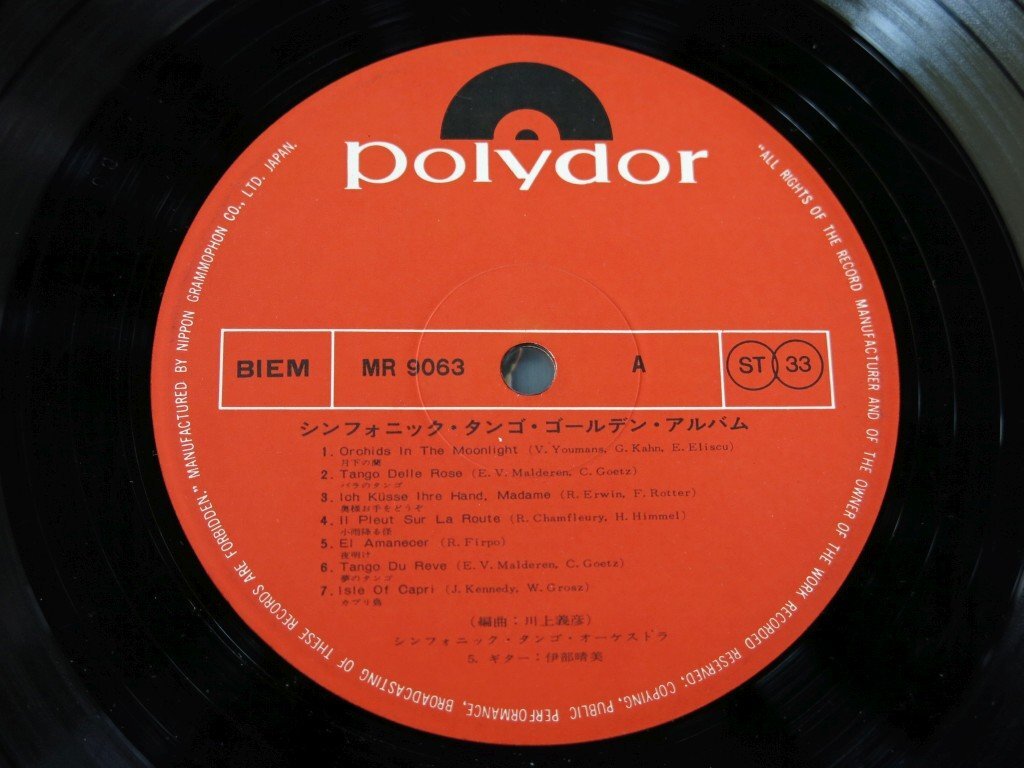 polydor
"ALL RIGHTS OF THE RECORD MANUFACTURER AND OF THE OWNER OF THE WORK RECORDED RESERVED; COPYING, PUBLIC PERFORMANCE, BROADCASTING OF THESE RECORDS ARE FORBIDDEN." MANUFACTURED BY NIPPON GRAMMOPHON CO., LTD. JAPAN.
BIEM MR 9063 A ST 33
シンフォニック・タンゴ・ゴールデン・アルバム
1. Orchids In The Moonlight (V. Youmans, G. Kahn, E. Eliscu)
月下の蘭
2. Tango Delle Rose (E. V. Malderen, C. Goetz)
バラのタンゴ
3. Ich Küsse Ihre Hand, Madame (R. Erwin, F. Rotter)
奥様お手をどうぞ
4. Il Pleut Sur La Route (R. Chamfleury, H. Himmel)
小雨降る径
5. El Amanecer (R. Firpo)
夜明け
6. Tango Du Reve (E. V. Malderen, C. Goetz)
夢のタンゴ
7. Isle Of Capri (J. Kennedy, W. Grosz)
カプリ島
(編曲:川上義彦)
シンフォニック・タンゴ・オーケストラ
5. ギター:伊部晴美